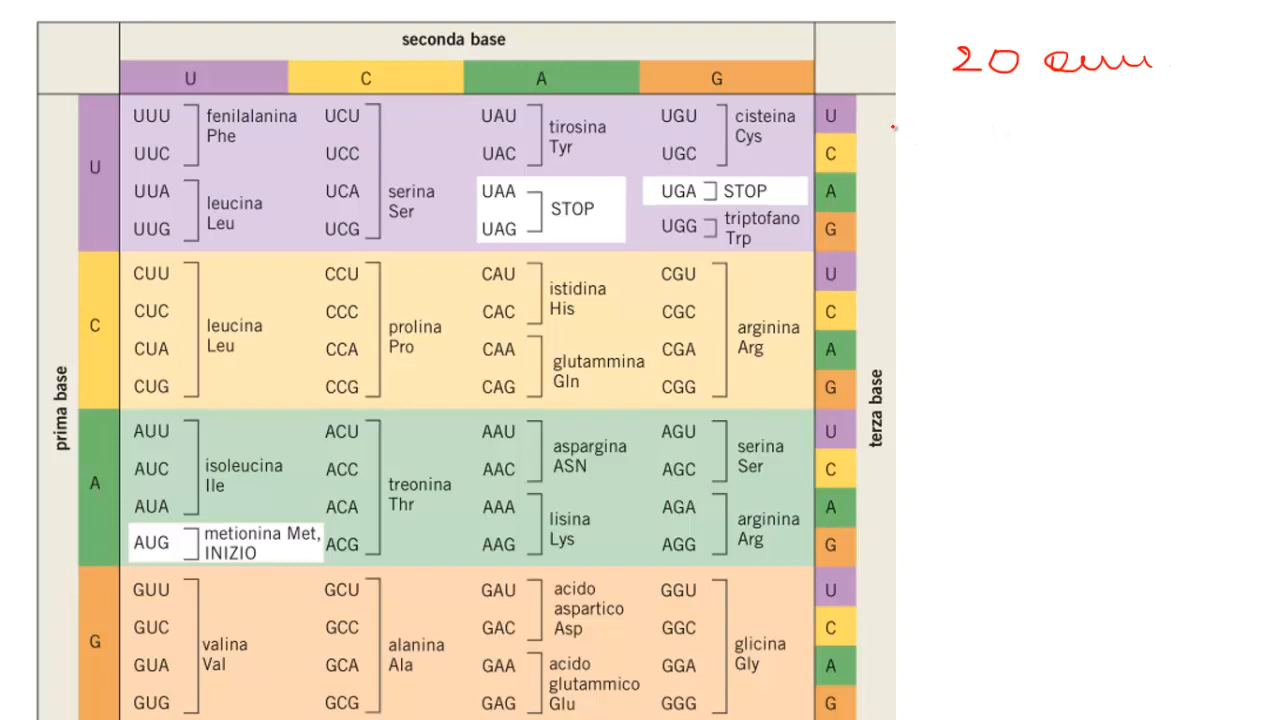 seconda base
20
U C A G
prima base
terza base
U
UUU fenilalanina UCU UAU tirosina UGU cisteina U
UUC Phe UCC UAC Tyr UGC Cys C
UUA leucina UCA serina UAA STOP UGA STOP A
UUG Leu UCG Ser UAG UGG triptofano G
Trp
C
CUU CCU CAU istidina CGU U
CUC CCC CAC His CGC C
leucina prolina arginina
Leu Pro Arg
CUA CCA CAA glutammina CGA A
CUG CCG CAG Gln CGG G
A
AUU ACU AAU aspargina AGU serina U
AUC isoleucina ACC AAC ASN AGC Ser C
Ile treonina
AUA ACA Thr AAA lisina AGA arginina A
AUG metionina Met, ACG AAG Lys AGG Arg G
INIZIO
G
GUU GCU GAU acido GGU U
aspartico
GUC GCC GAC Asp GGC C
valina alanina glicina
Val Ala Gly
GUA GCA GAA acido GGA A
glutammico
GUG GCG GAG Glu GGG G